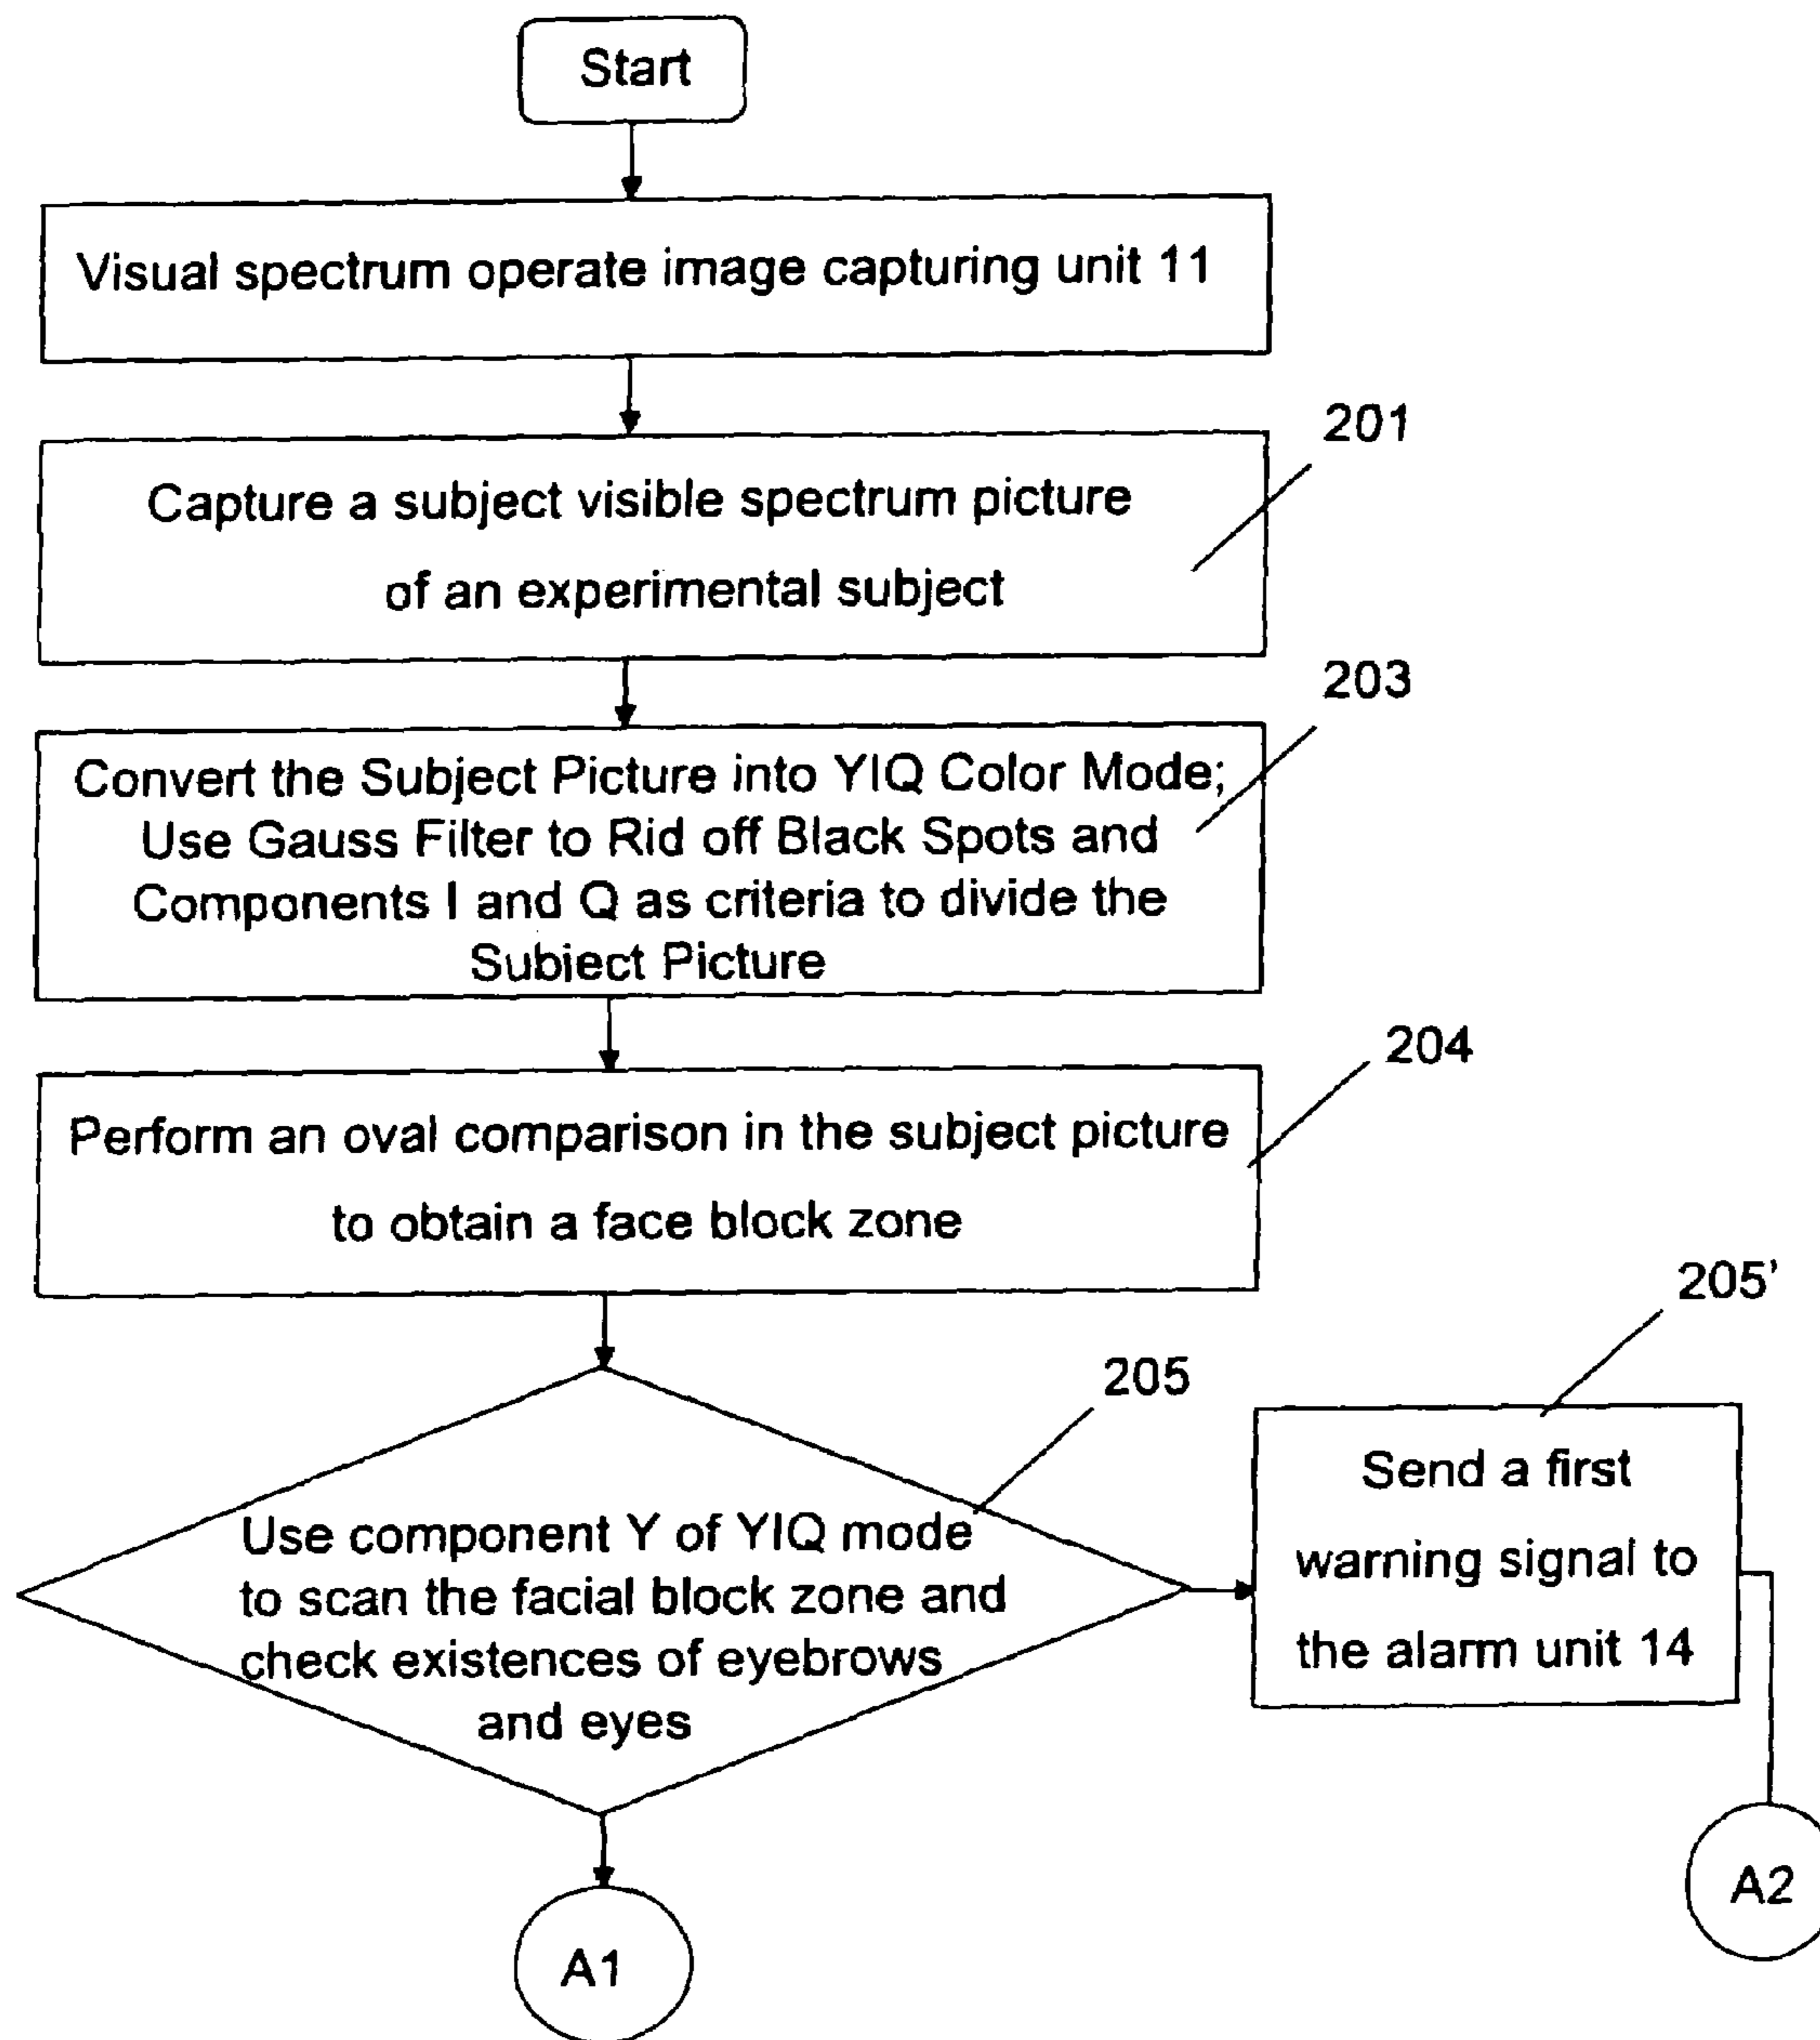 Start
Visual spectrum operate image capturing unit 11
201
Capture a subject visible spectrum picture
of an experimental subject
203
Convert the Subject Picture into YIQ Color Mode;
Use Gauss Filter to Rid off Black Spots and
Components I and Q as criteria to divide the
Subject Picture
204
Perform an oval comparison in the subject picture
to obtain a face block zone
205
Use component Y of YIQ mode
to scan the facial block zone and
check existences of eyebrows
and eyes
205'
Send a first
warning signal to
the alarm unit 14
A1
A2